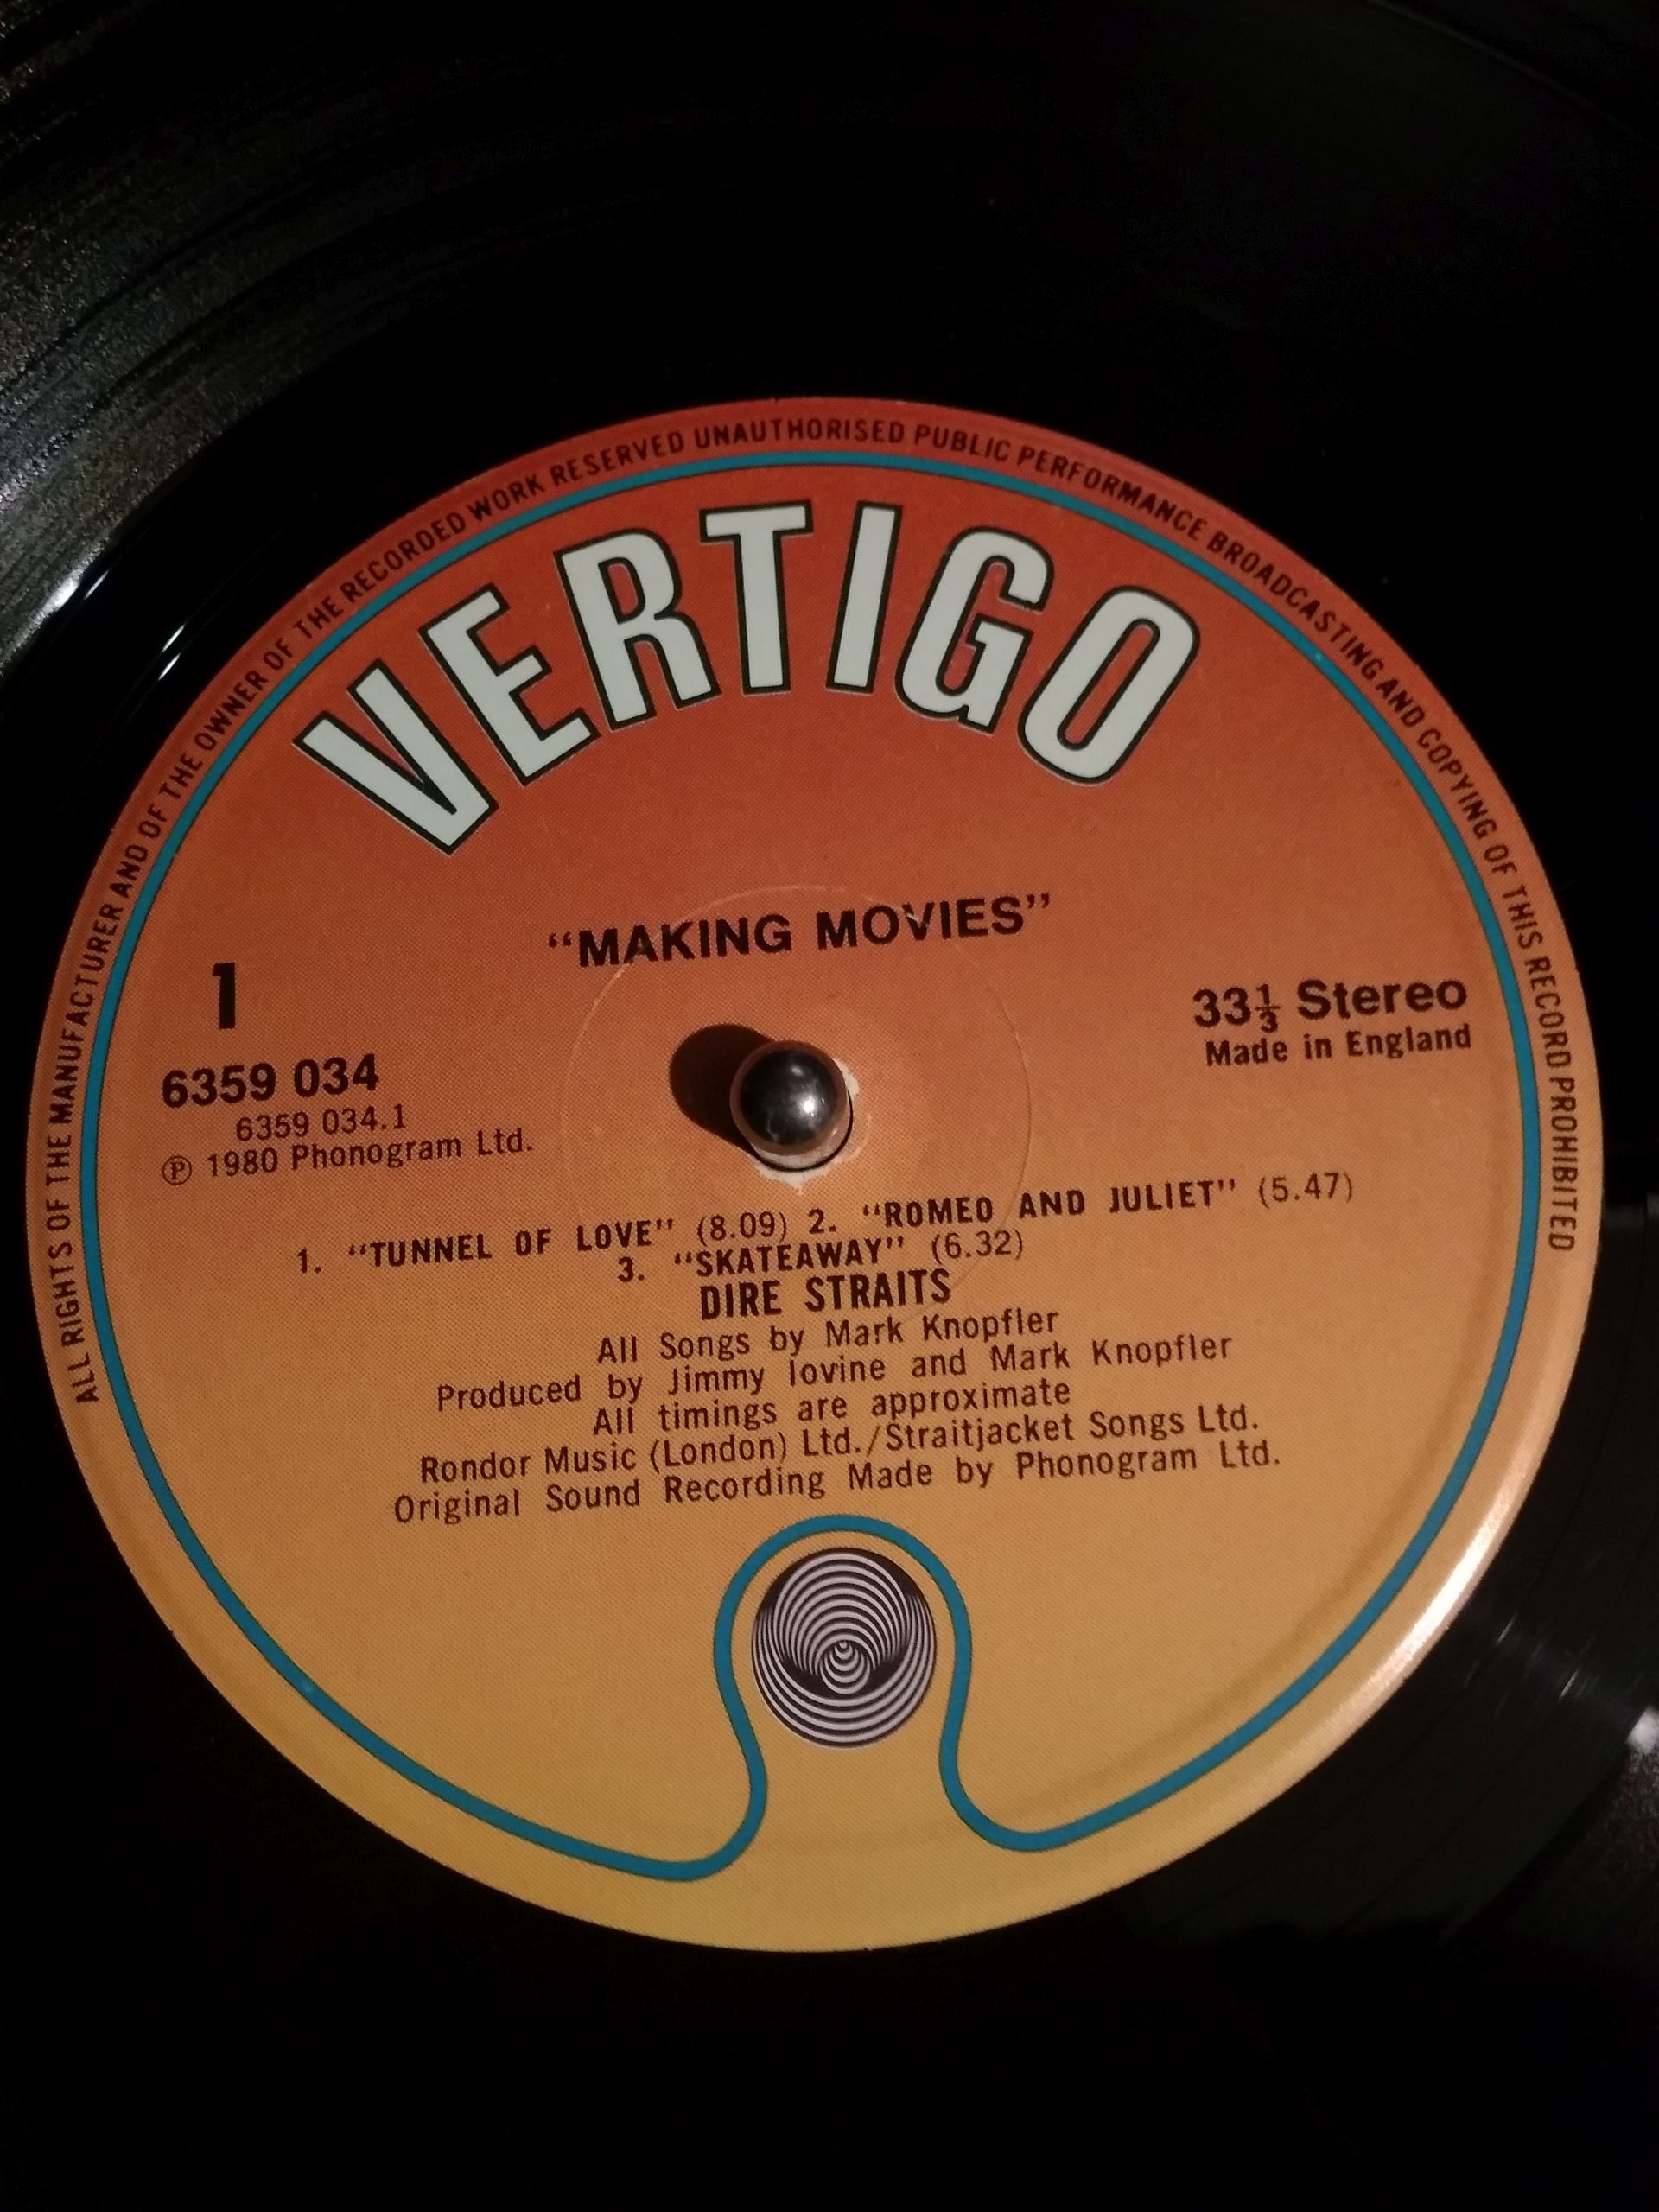 ALL RIGHTS OF THE MANUFACTURER AND OF THE OWNER OF THE RECORDED WORK RESERVED UNAUTHORISED PUBLIC PERFORMANCE BROADCASTING AND COPYING OF THIS RECORD PROHIBITED
VERTIGO
“MAKING MOVIES”
1
6359 034
6359 034.1
℗ 1980 Phonogram Ltd.
33⅓ Stereo
Made in England
1. “TUNNEL OF LOVE” (8.09) 2. “ROMEO AND JULIET” (5.47)
3. “SKATEAWAY” (6.32)
DIRE STRAITS
All Songs by Mark Knopfler
Produced by Jimmy Iovine and Mark Knopfler
All timings are approximate
Rondor Music (London) Ltd./Straitjacket Songs Ltd.
Original Sound Recording Made by Phonogram Ltd.